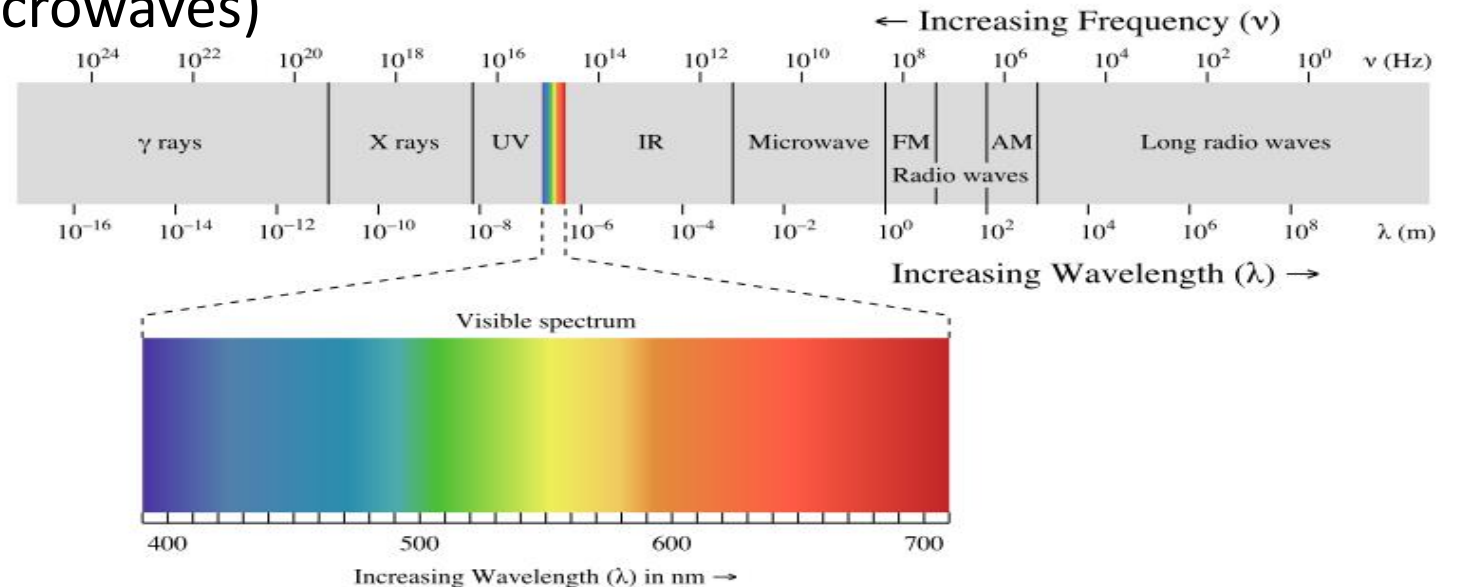 crowaves)
← Increasing Frequency (ν)
10²⁴ 10²² 10²⁰ 10¹⁸ 10¹⁶ 10¹⁴ 10¹² 10¹⁰ 10⁸ 10⁶ 10⁴ 10² 10⁰ ν (Hz)
γ rays X rays UV IR Microwave FM AM Long radio waves
Radio waves
10⁻¹⁶ 10⁻¹⁴ 10⁻¹² 10⁻¹⁰ 10⁻⁸ 10⁻⁶ 10⁻⁴ 10⁻² 10⁰ 10² 10⁴ 10⁶ 10⁸ λ (m)
Increasing Wavelength (λ) →
Visible spectrum
400 500 600 700
Increasing Wavelength (λ) in nm →